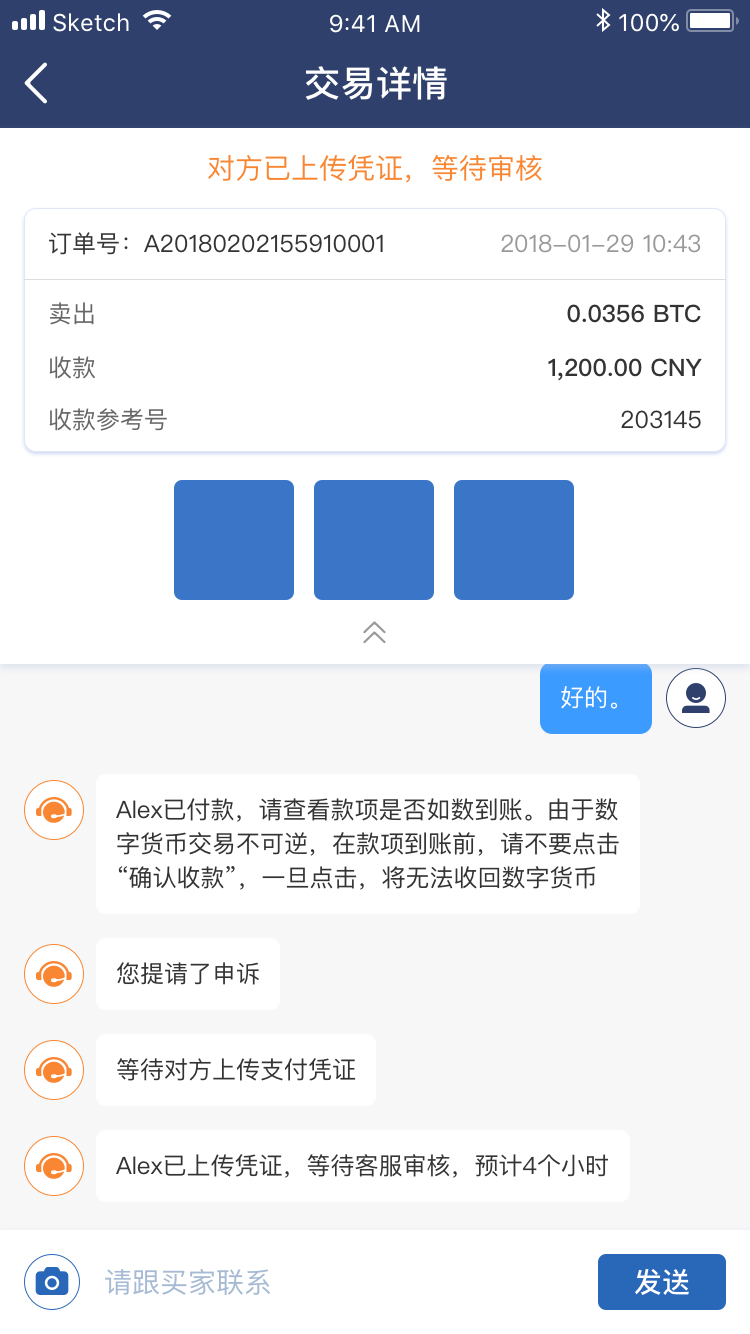 Sketch 9:41 AM 100%
交易详情
对方已上传凭证，等待审核
订单号：A20180202155910001 2018-01-29 10:43
卖出 0.0356 BTC
收款 1,200.00 CNY
收款参考号 203145
好的。
Alex已付款，请查看款项是否如数到账。由于数
字货币交易不可逆，在款项到账前，请不要点击
“确认收款”，一旦点击，将无法收回数字货币
您提请了申诉
等待对方上传支付凭证
Alex已上传凭证，等待客服审核，预计4个小时
请跟买家联系 发送